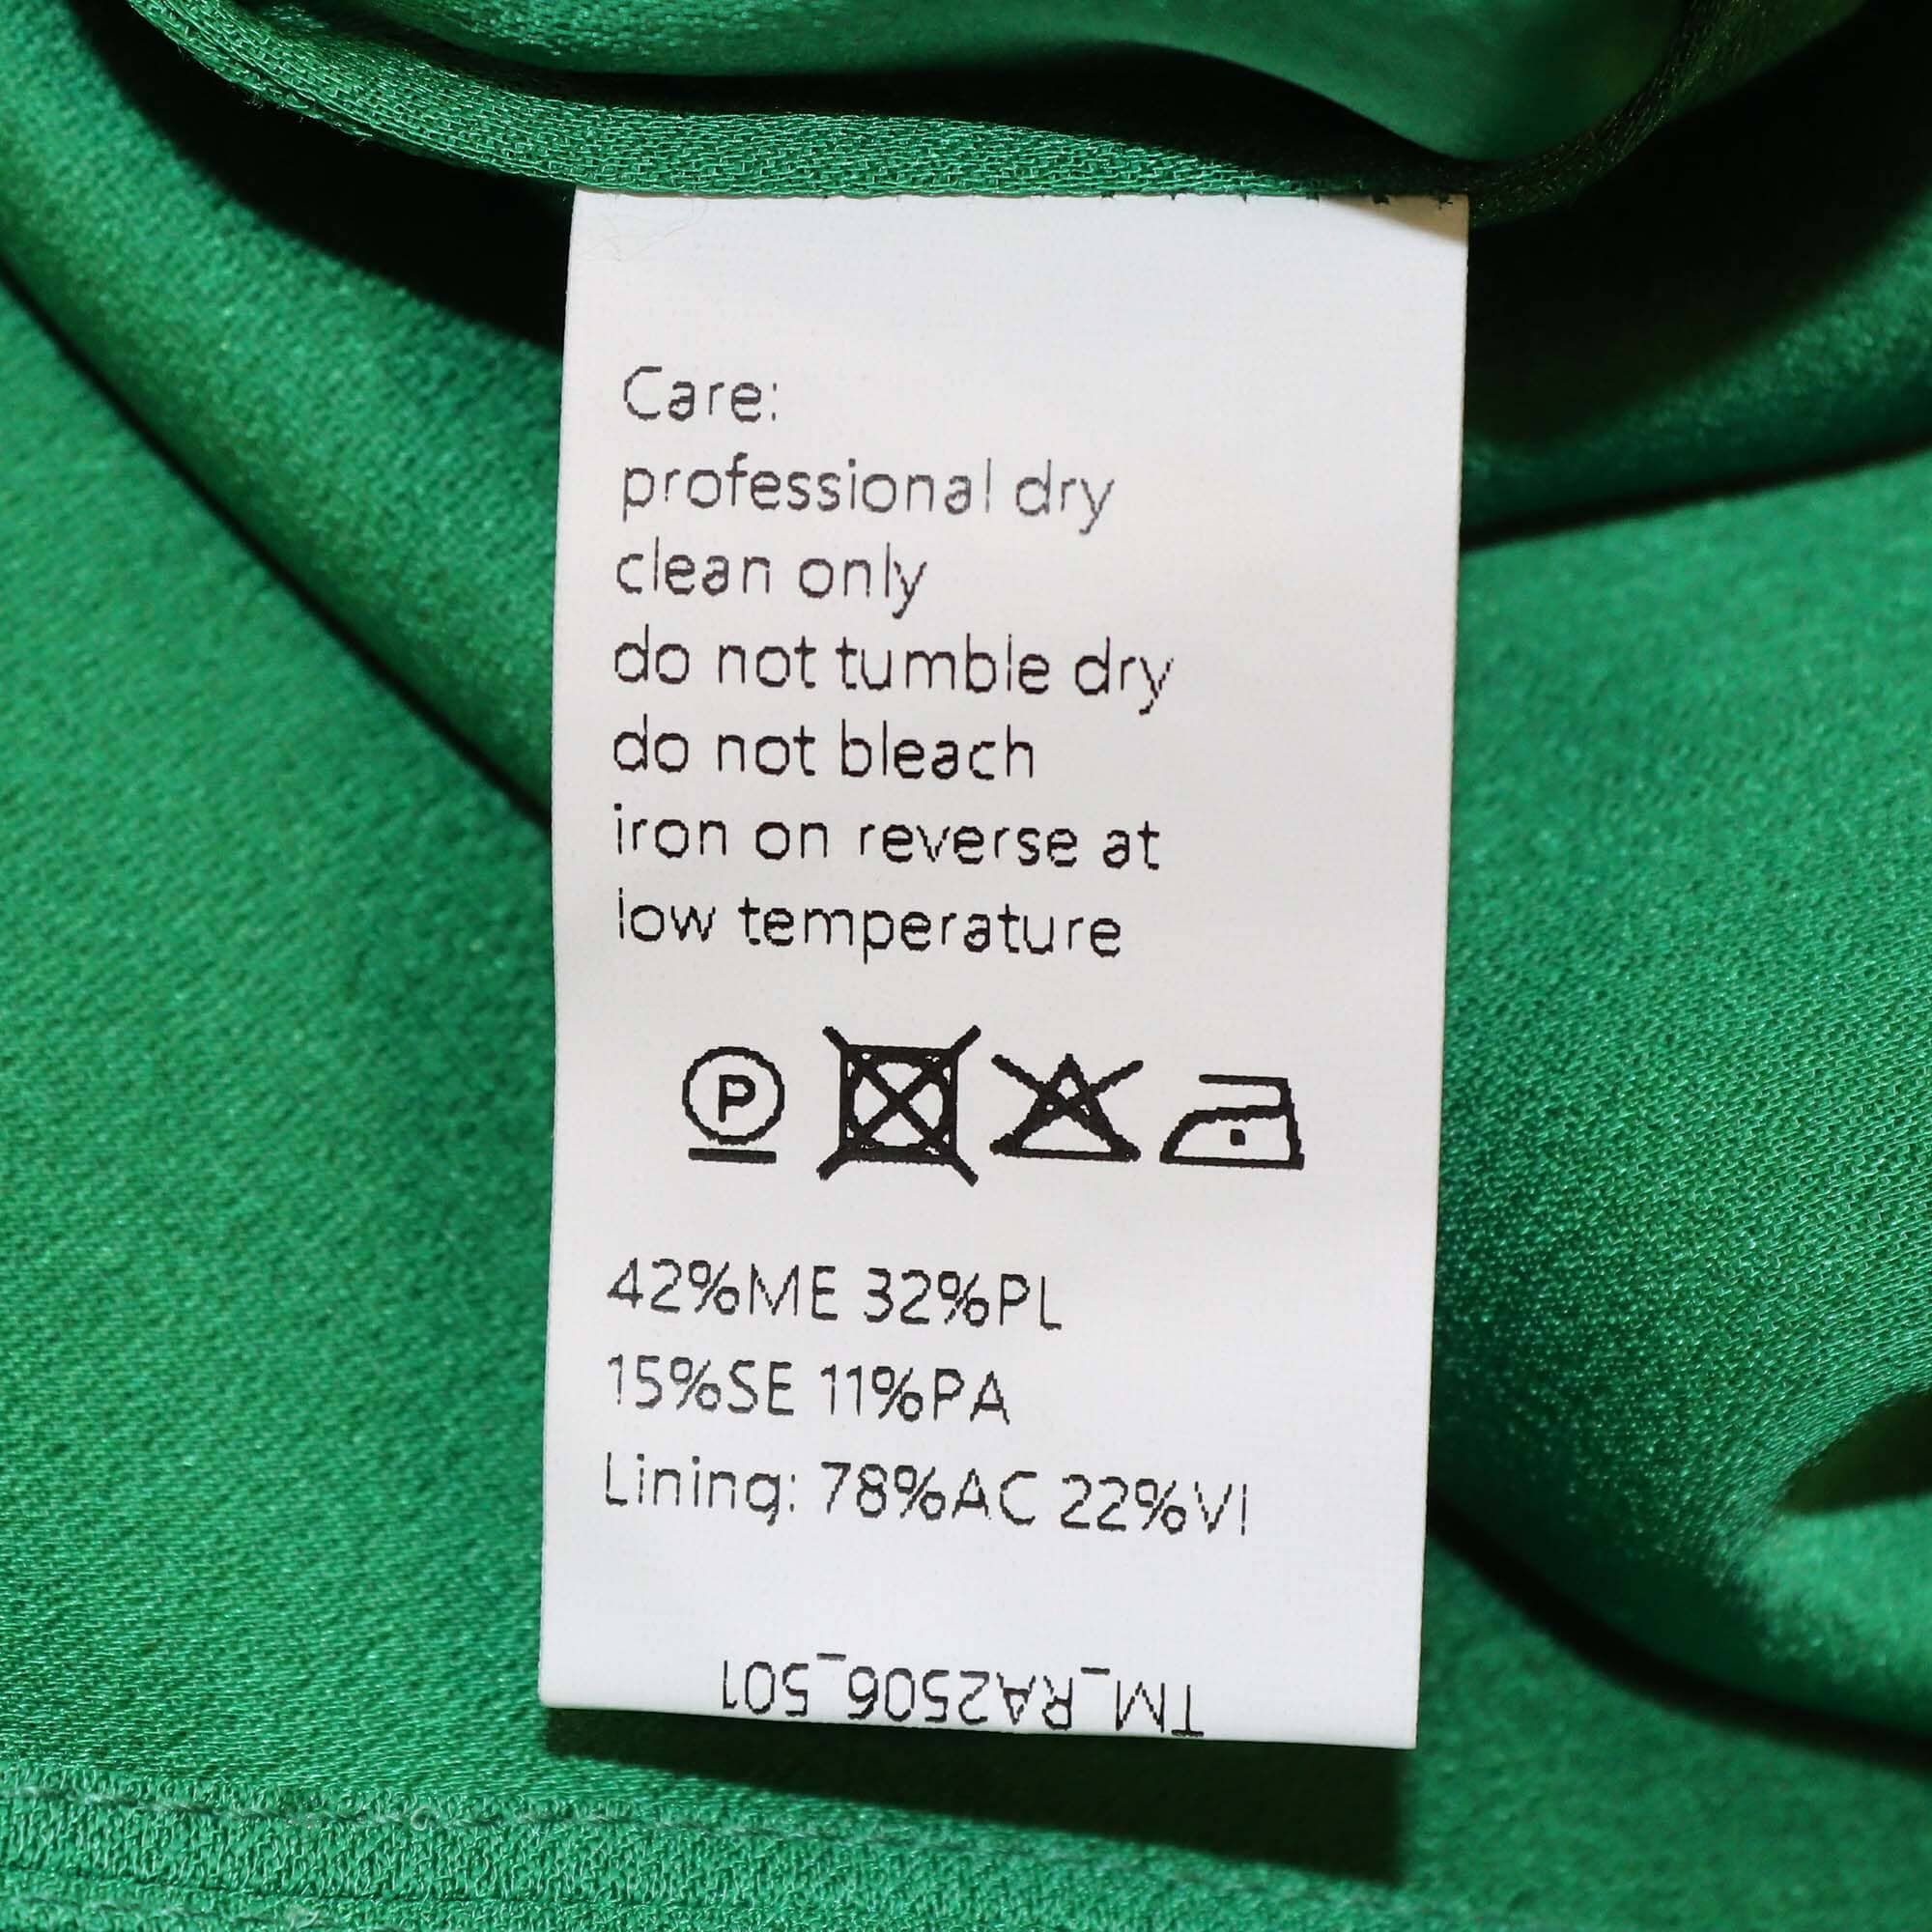 Care:
professional dry
clean only
do not tumble dry
do not bleach
iron on reverse at
low temperature
P
42%ME 32%PL
15%SE 11%PA
Lining: 78%AC 22%VI
TM_RA2506_501